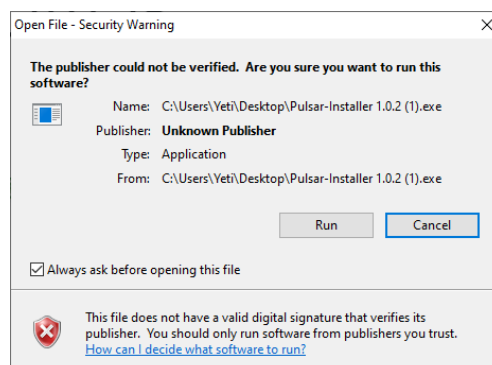 Open File - Security Warning
The publisher could not be verified.  Are you sure you want to run this
software?
Name: C:\Users\Yeti\Desktop\Pulsar-Installer 1.0.2 (1).exe
Publisher: Unknown Publisher
Type: Application
From: C:\Users\Yeti\Desktop\Pulsar-Installer 1.0.2 (1).exe
Run Cancel
Always ask before opening this file
This file does not have a valid digital signature that verifies its
publisher.  You should only run software from publishers you trust.
How can I decide what software to run?